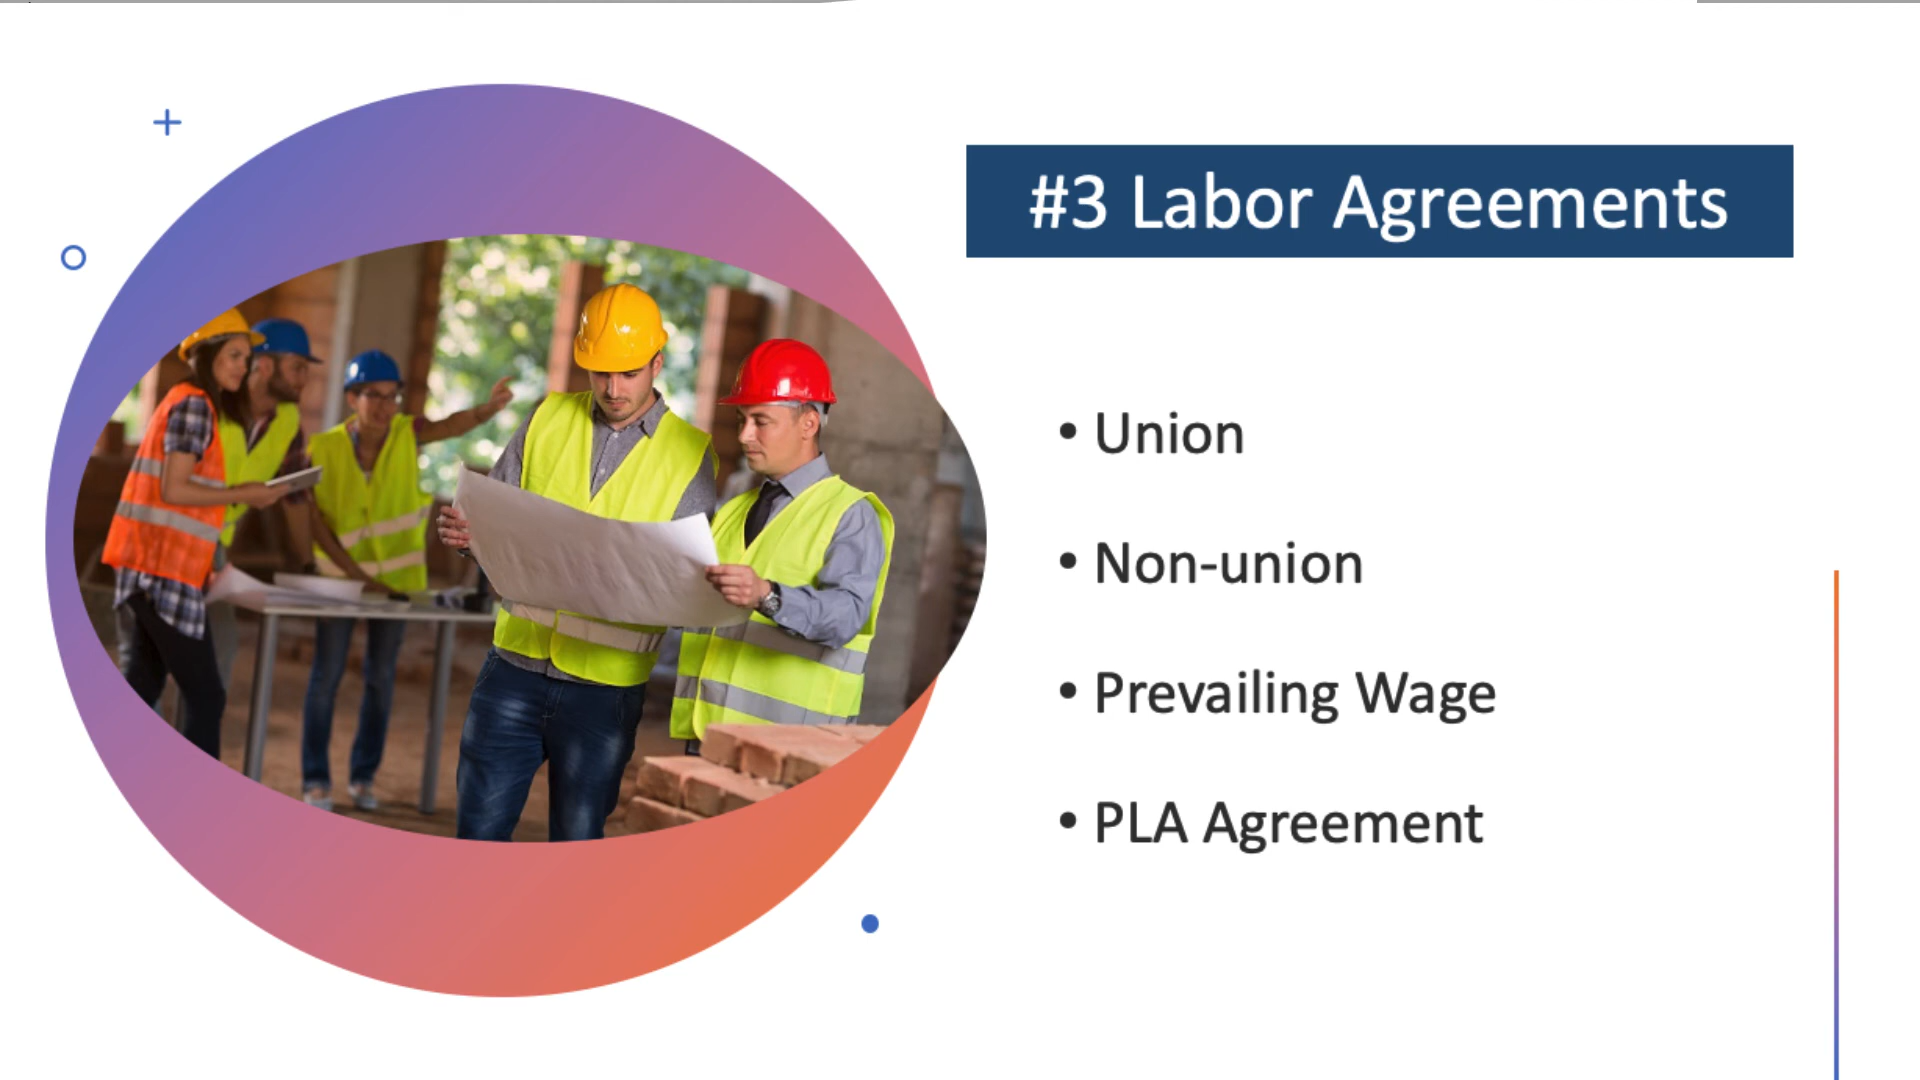 #3 Labor Agreements
• Union
• Non-union
• Prevailing Wage
• PLA Agreement